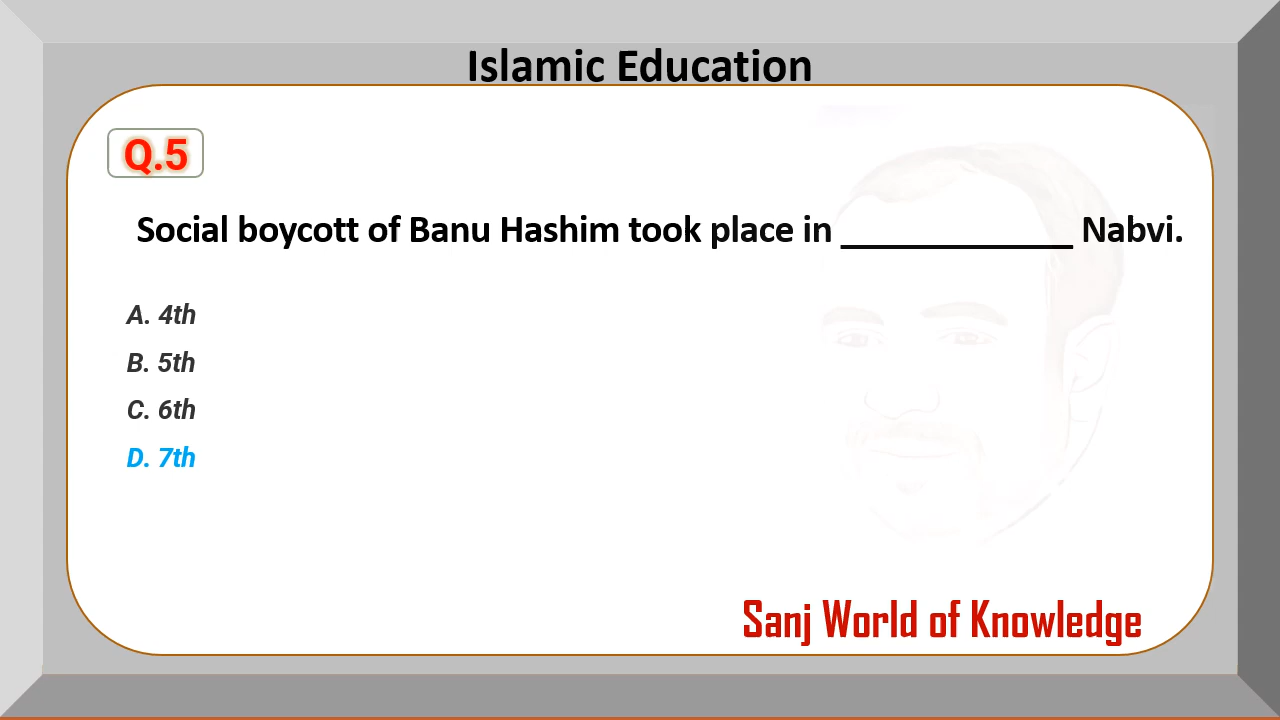 Islamic Education
Q.5
Social boycott of Banu Hashim took place in ____________ Nabvi.
A. 4th
B. 5th
C. 6th
D. 7th
Sanj World of Knowledge